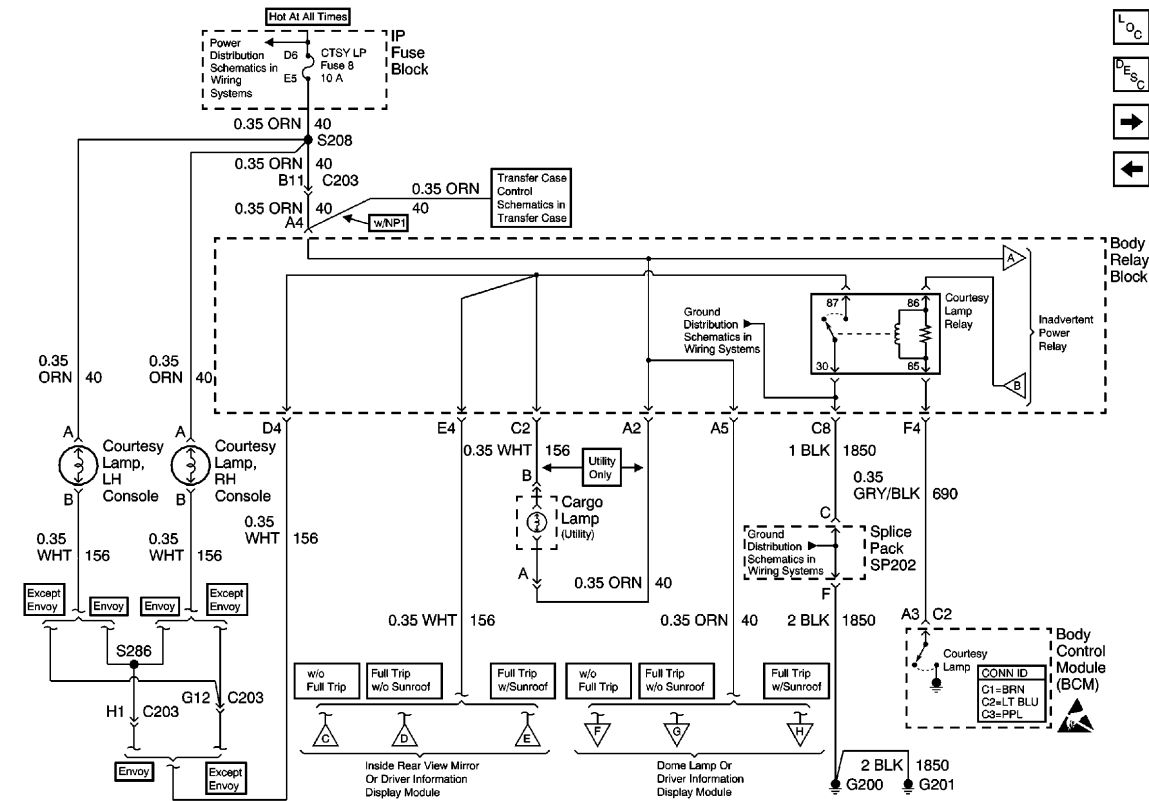 Hot At All Times
L
O
C
D
E
S
C
IP
Fuse
Block
Power
Distribution
Schematics in
Wiring
Systems
D6
E5
CTSY LP
Fuse 8
10 A
0.35 ORN 40
S208
0.35 ORN 40
B11 C203
0.35 ORN 40
A4
0.35 ORN
40
w/NP1
Transfer Case
Control
Schematics in
Transfer Case
Body
Relay
Block
A
87 86
30 85
Courtesy
Lamp
Relay
Inadvertent
Power
Relay
B
Ground
Distribution
Schematics in
Wiring Systems
0.35
ORN 40
0.35
ORN 40
D4 E4 C2 A2 A5 C8 F4
A
B
Courtesy
Lamp,
LH
Console
A
B
Courtesy
Lamp,
RH
Console
0.35 WHT 156
Utility
Only
B
Cargo
Lamp
(Utility)
A
0.35 ORN 40
1 BLK 1850
0.35
GRY/BLK 690
0.35
WHT 156
0.35
WHT 156
0.35
WHT 156
C
Ground
Distribution
Schematics in
Wiring Systems
Splice
Pack
SP202
F
Except
Envoy
Envoy
Envoy
Except
Envoy
0.35 WHT 156
0.35 ORN 40
2 BLK 1850
A3 C2
S286
G12 C203
H1 C203
Envoy
Except
Envoy
w/o
Full Trip
Full Trip
w/o Sunroof
Full Trip
w/Sunroof
w/o
Full Trip
Full Trip
w/o Sunroof
Full Trip
w/Sunroof
C D E F G H
Inside Rear View Mirror
Or Driver Information
Display Module
Dome Lamp Or
Driver Information
Display Module
Courtesy
Lamp
CONN ID
C1=BRN
C2=LT BLU
C3=PPL
Body
Control
Module
(BCM)
2 BLK 1850
G200 G201